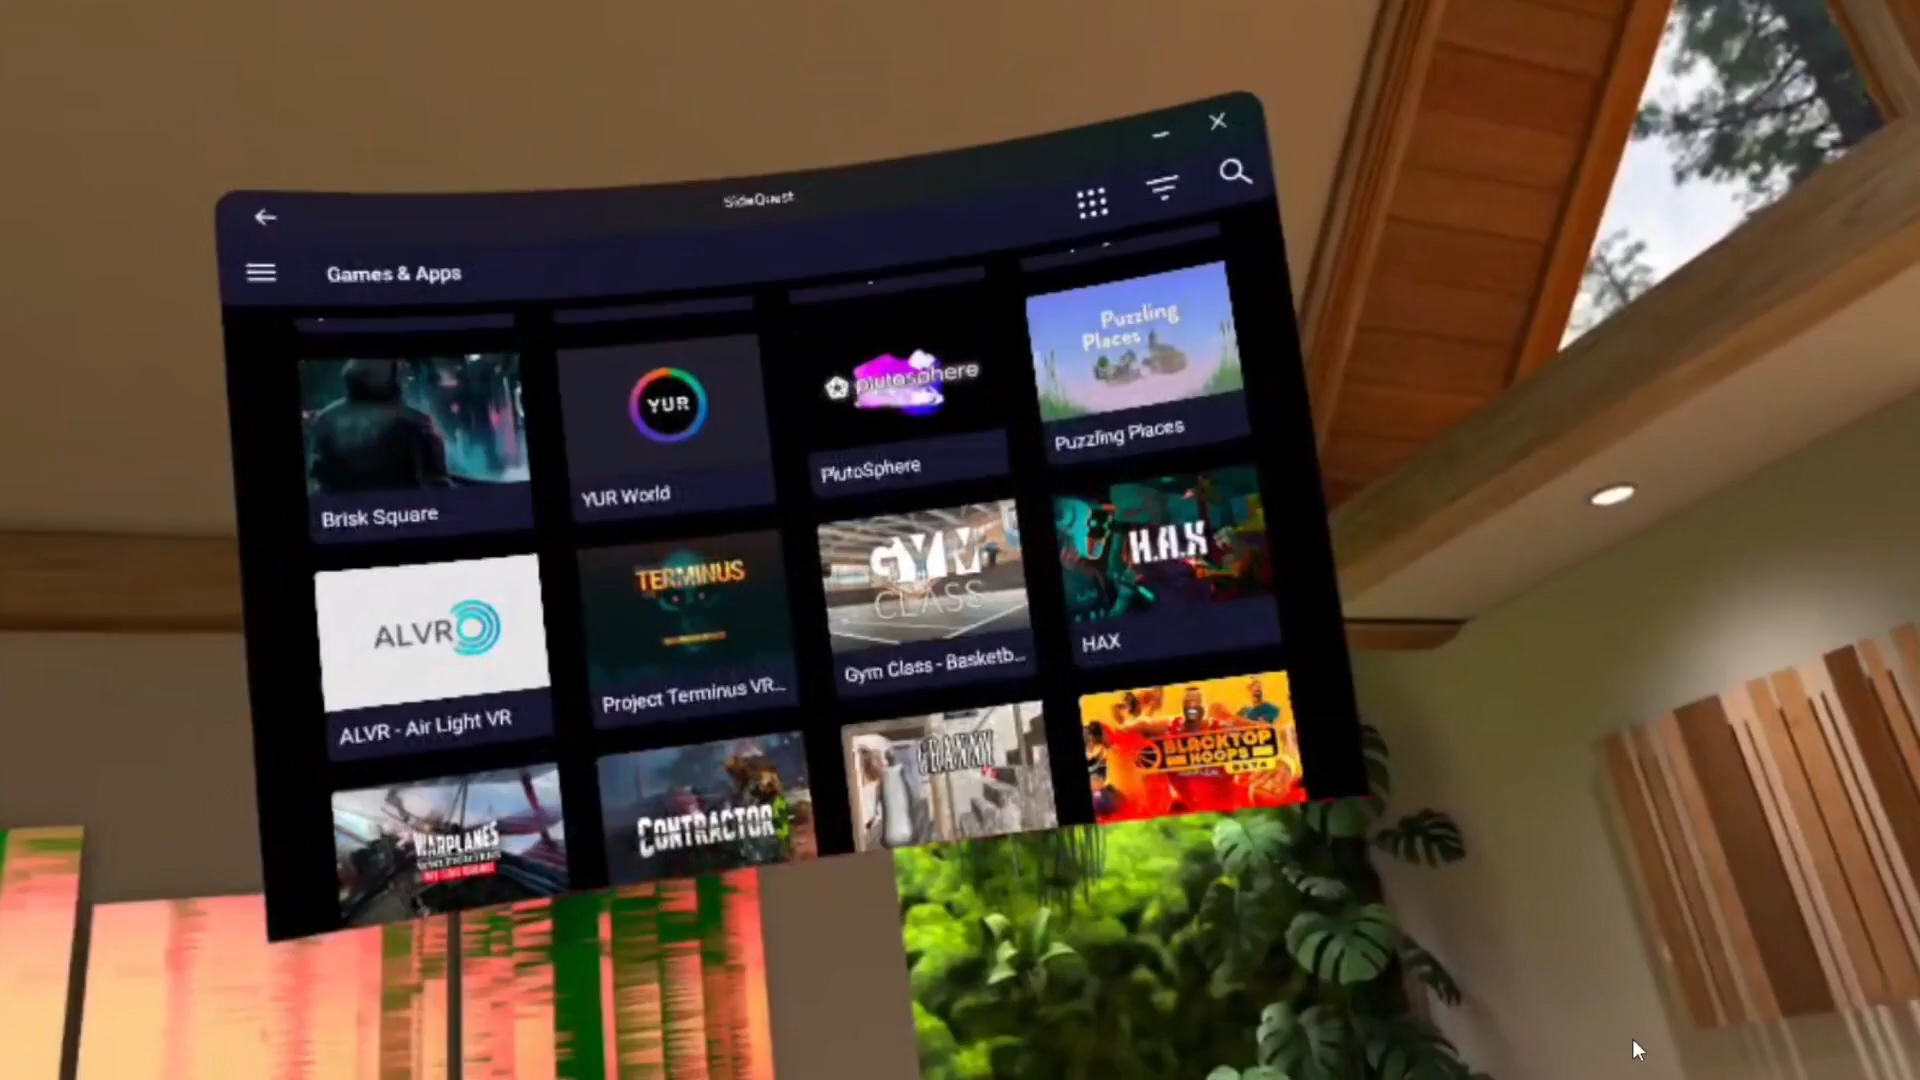 SideQuest
Games & Apps
Puzzling
Places
YUR
plutosphere
Puzzling Places
PlutoSphere
YUR World
Brisk Square
H.A.X
GYM
CLASS
TERMINUS
ALVR
HAX
Gym Class - Basketb...
Project Terminus VR...
ALVR - Air Light VR
BLACKTOP
HOOPS
BETA
GRANNY
CONTRACTOR
WARPLANES